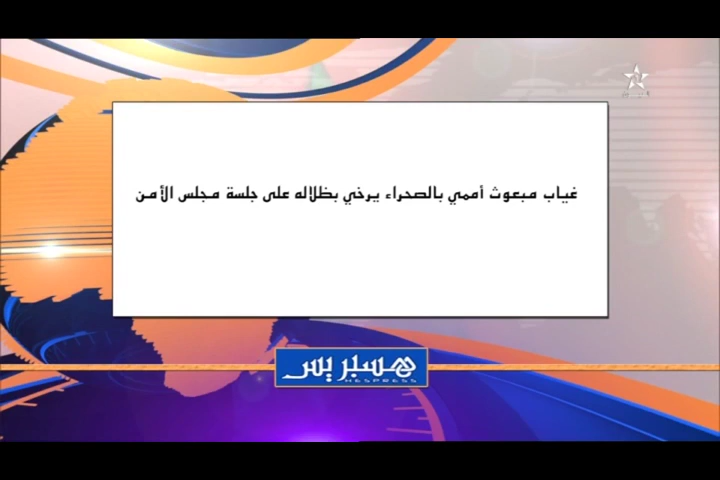 غياب مبعوث أممي بالصحراء يرخي بظلاله على جلسة مجلس الأمن
هسبريس
HESPRESS